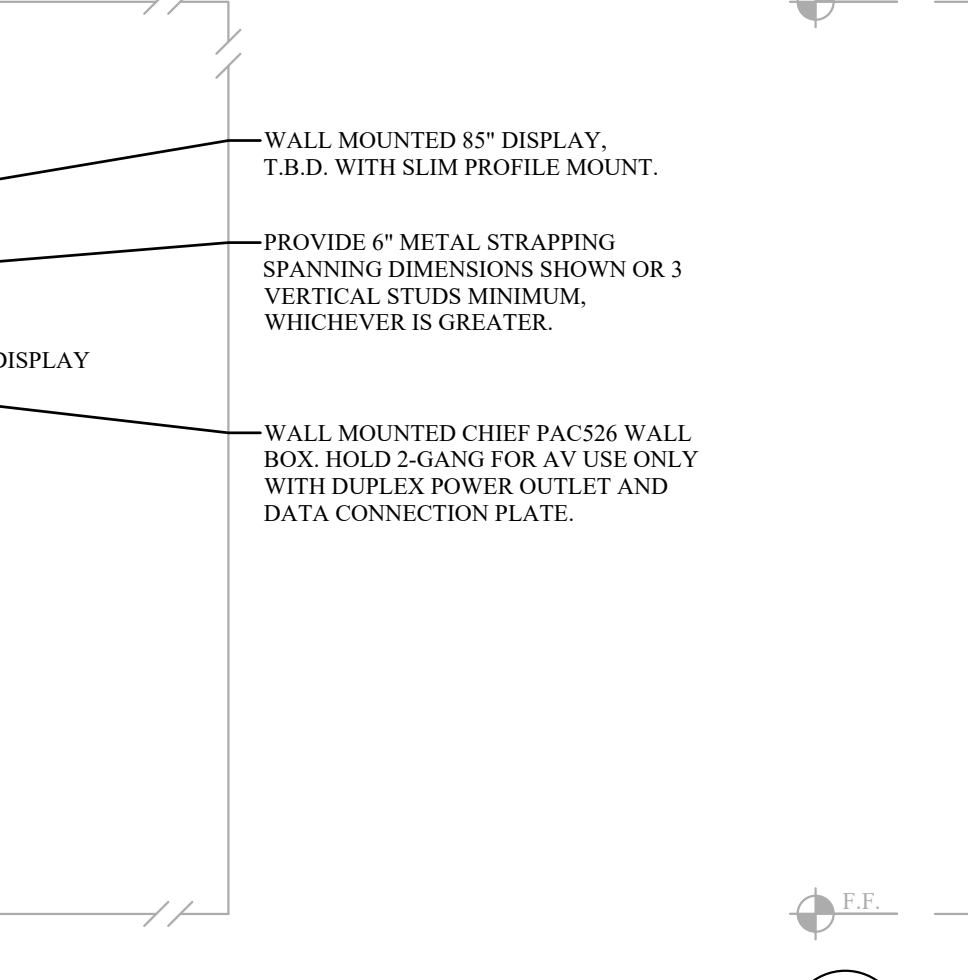 WALL MOUNTED 85" DISPLAY,
T.B.D. WITH SLIM PROFILE MOUNT.
PROVIDE 6" METAL STRAPPING
SPANNING DIMENSIONS SHOWN OR 3
VERTICAL STUDS MINIMUM,
WHICHEVER IS GREATER.
DISPLAY
WALL MOUNTED CHIEF PAC526 WALL
BOX. HOLD 2-GANG FOR AV USE ONLY
WITH DUPLEX POWER OUTLET AND
DATA CONNECTION PLATE.
F.F.